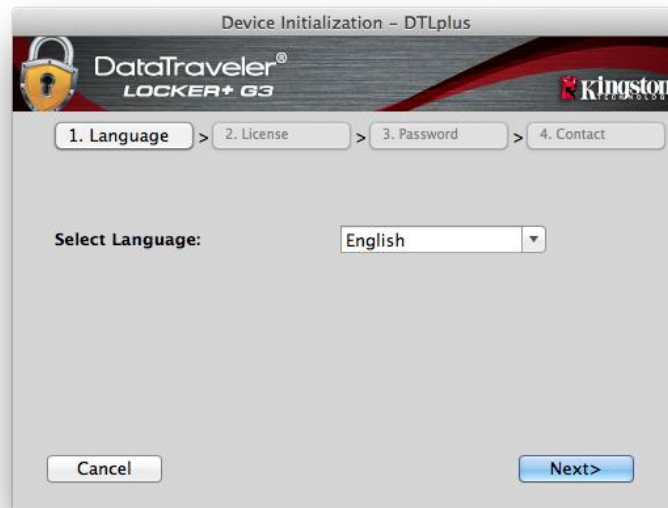 Device Initialization – DTLplus
DataTraveler®
LOCKER+ G3
Kingston
TECHNOLOGY
1. Language > 2. License > 3. Password > 4. Contact
Select Language: English
Cancel Next>